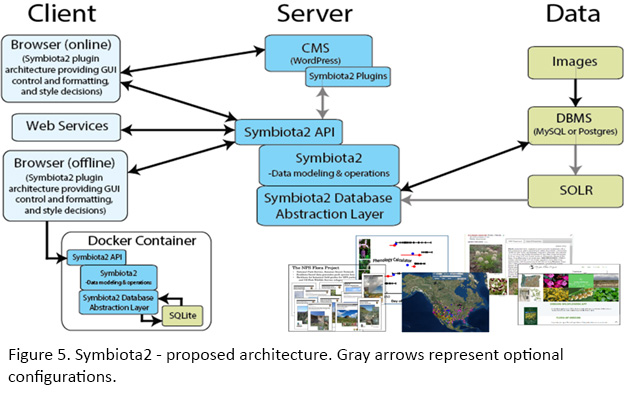 Client
Server
Data
Browser (online)
(Symbiota2 plugin
architecture providing GUI
control and formatting,
and style decisions)
Web Services
Browser (offline)
(Symbiota2 plugin
architecture providing GUI
control and formatting,
and style decisions)
Docker Container
Symbiota2 API
Symbiota2
-Data modeling & operations
Symbiota2 Database
Abstraction Layer
SQLite
CMS
(WordPress)
Symbiota2 Plugins
Symbiota2 API
Symbiota2
-Data modeling & operations
Symbiota2 Database
Abstraction Layer
Images
DBMS
(MySQL or Postgres)
SOLR
The NPS Flora Project
Phenology Calculator
Figure 5. Symbiota2 - proposed architecture. Gray arrows represent optional
configurations.